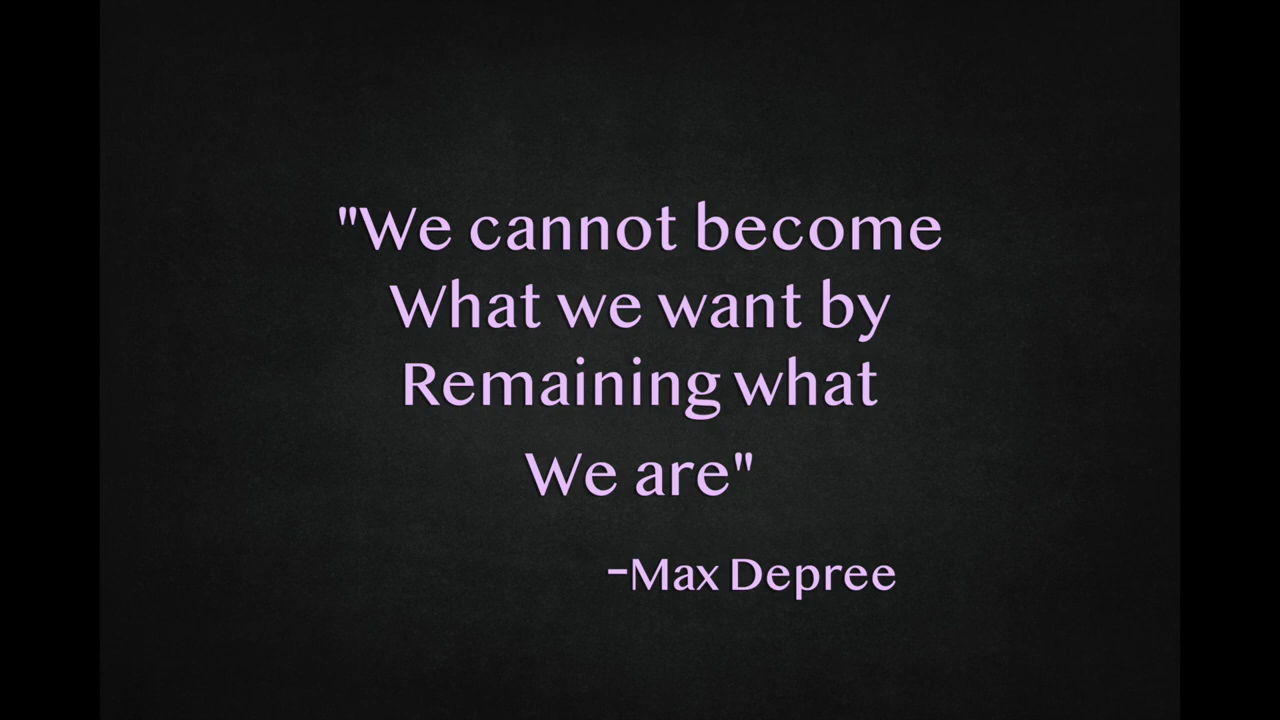 "We cannot become
What we want by
Remaining what
We are"
-Max Depree